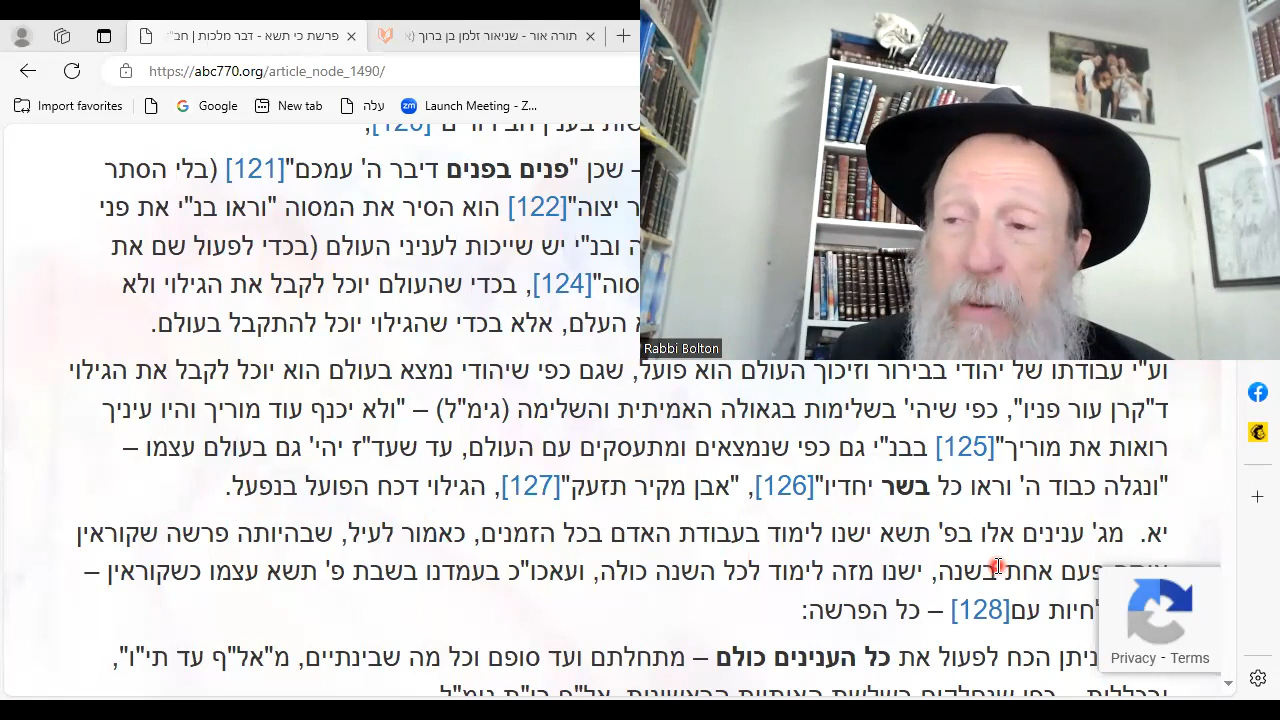 פרשת כי תשא - דבר מלכות | חב"
תורה אור - שניאור זלמן בן ברוך (א
https://abc770.org/article_node_1490/
Import favorites
Google
New tab
עלה
zm
Launch Meeting - Z...
[120],
– שכן "פנים בפנים דיבר ה' עמכם"[121] (בלי הסתר
ר יצוה"[122] הוא הסיר את המסוה "וראו בנ"י את פני
ה ובנ"י יש שייכות לעניני העולם (בכדי לפעול שם את
סוה"[124], בכדי שהעולם יוכל לקבל את הגילוי ולא
א העלם, אלא בכדי שהגילוי יוכל להתקבל בעולם.
Rabbi Bolton
וע"י עבודתו של יהודי בבירור וזיכוך העולם הוא פועל, שגם כפי שיהודי נמצא בעולם הוא יוכל לקבל את הגילוי
ד"קרן עור פניו", כפי שיהי' בשלימות בגאולה האמיתית והשלימה (גימ"ל) – "ולא יכנף עוד מוריך והיו עיניך
רואות את מוריך"[125] בבנ"י גם כפי שנמצאים ומתעסקים עם העולם, עד שעד"ז יהי' גם בעולם עצמו –
"ונגלה כבוד ה' וראו כל בשר יחדיו"[126], "אבן מקיר תזעק"[127], הגילוי דכח הפועל בנפעל.
יא. מג' ענינים אלו בפ' תשא ישנו לימוד בעבודת האדם בכל הזמנים, כאמור לעיל, שבהיותה פרשה שקוראין
פעם אחת בשנה, ישנו מזה לימוד לכל השנה כולה, ועאכו"כ בעמדנו בשבת פ' תשא עצמו כשקוראין –
לחיות עם[128] – כל הפרשה:
ניתן הכח לפעול את כל הענינים כולם – מתחלתם ועד סופם וכל מה שבינתיים, מ"אל"ף עד תי"ו",
Privacy - Terms